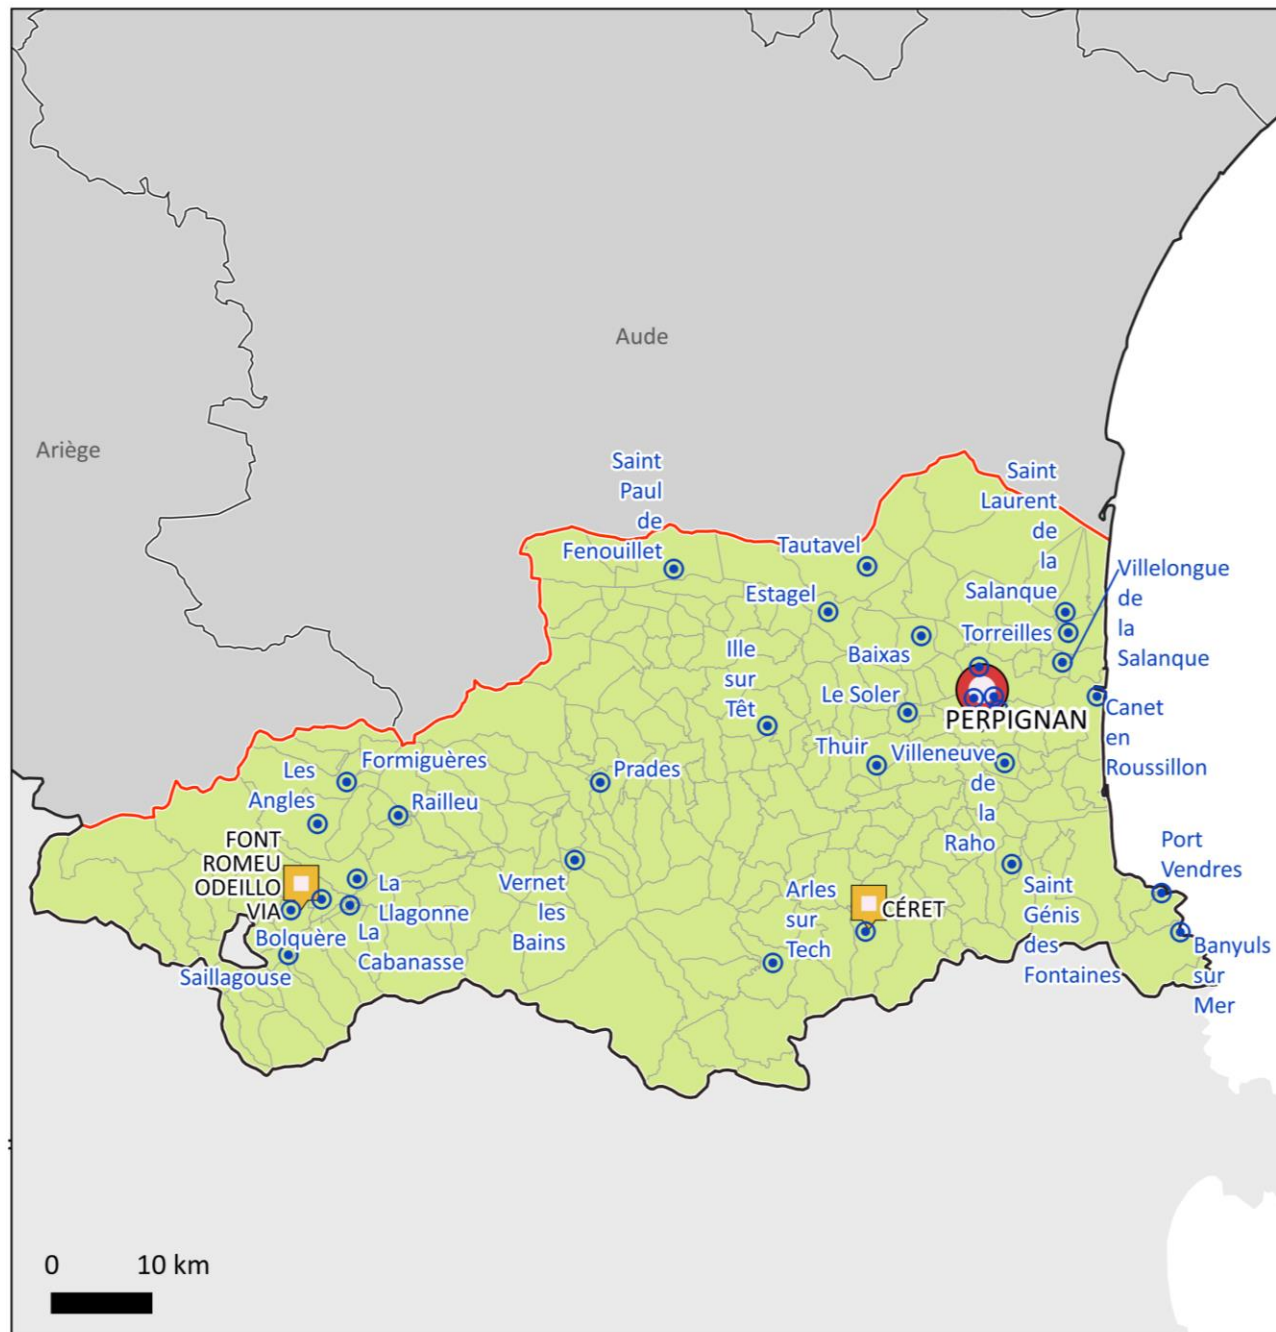 Aude
Ariège
Saint
Paul
de
Fenouillet
Tautavel
Saint
Laurent
de
la
Salanque
Villelongue
de
la
Salanque
Estagel
Torreilles
Baixas
Ille
sur
Têt
Le Soler
PERPIGNAN
Canet
en
Roussillon
Thuir
Villeneuve
de
la
Raho
Formiguères
Les
Angles
Railleu
Prades
FONT
ROMEU
ODEILLO
VIA
La
Llagonne
Bolquère
La
Cabanasse
Saillagouse
Vernet
les
Bains
Arles
sur
Tech
CÉRET
Saint
Génis
des
Fontaines
Port
Vendres
Banyuls
sur
Mer
0 10 km